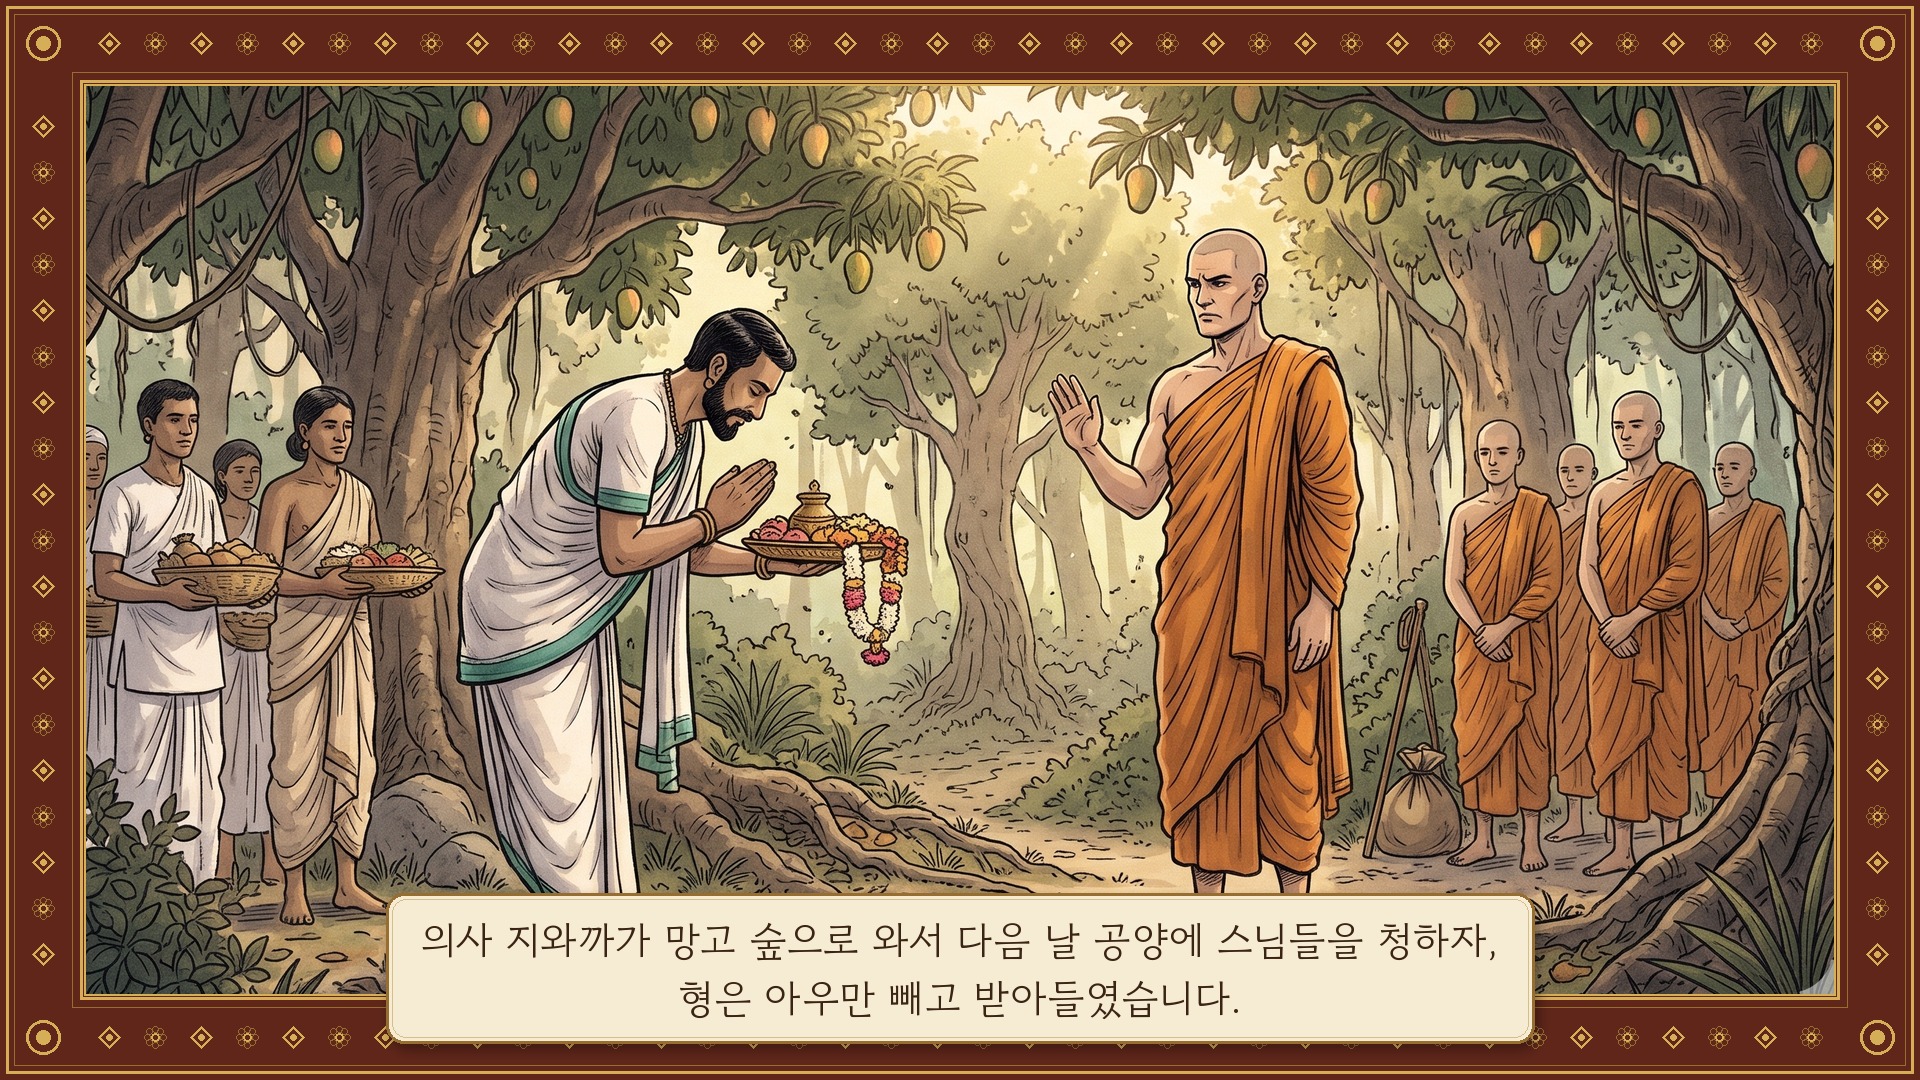 의사 지와까가 망고 숲으로 와서 다음 날 공양에 스님들을 청하자,
형은 아우만 빼고 받아들였습니다.